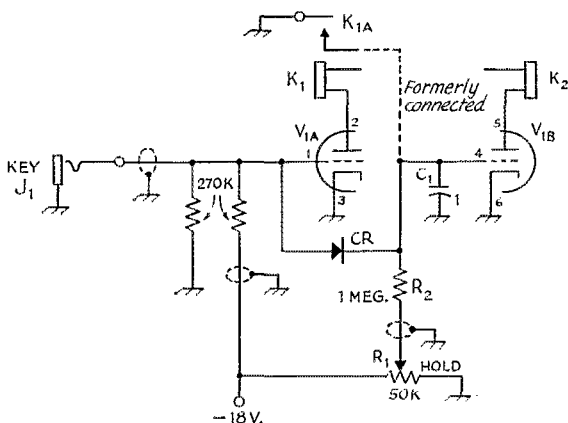 K1A
K1
K2
Formerly
connected
V1A
V1B
2
5
1
4
3
6
KEY
J1
270K
C1
1
CR
1 MEG.
R2
R1
HOLD
50K
-18V.